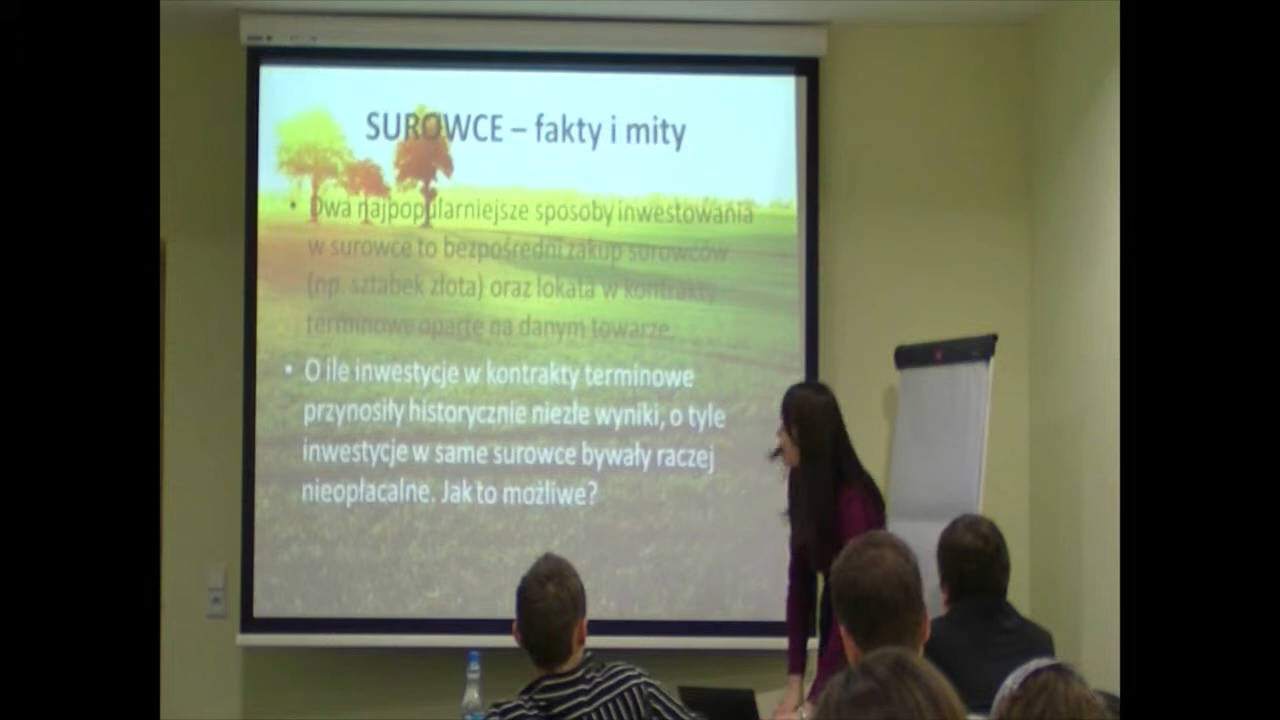 SUROWCE – fakty i mity
• Dwa najpopularniejsze sposoby inwestowania
w surowce to bezpośredni zakup surowców
(np. sztabek złota) oraz lokata w kontrakty
terminowe oparte na danym towarze.
• O ile inwestycje w kontrakty terminowe
przynosiły historycznie niezłe wyniki, o tyle
inwestycje w same surowce bywały raczej
nieopłacalne. Jak to możliwe?